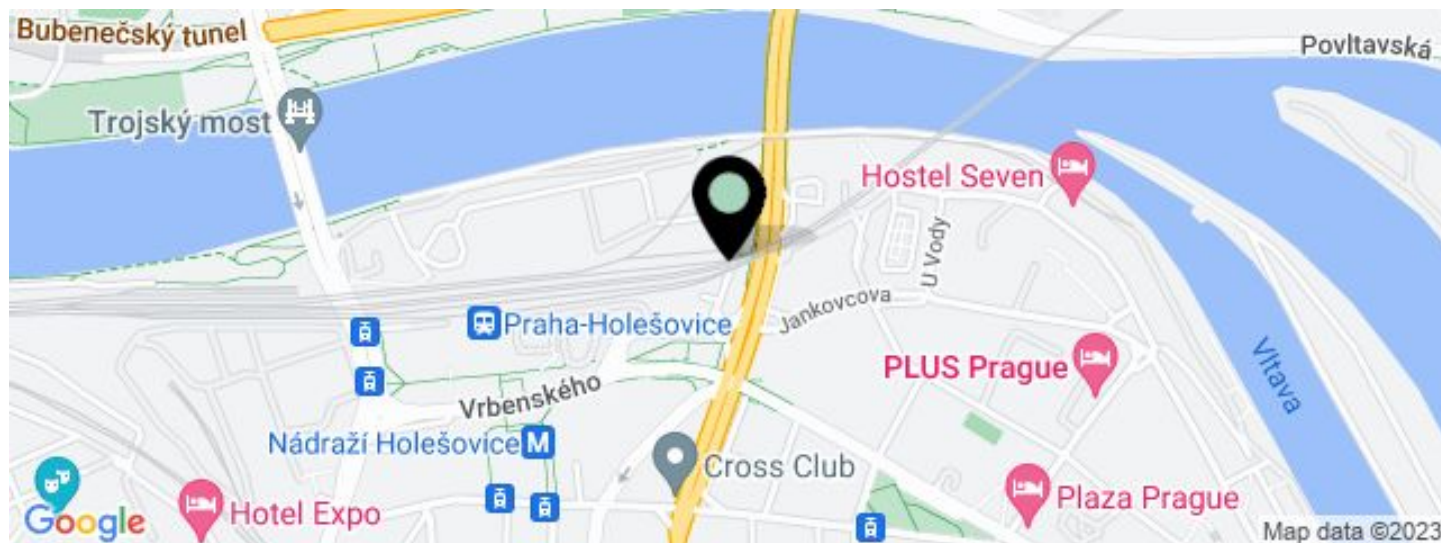 Bubenečský tunel
Povltavská
Trojský most
Hostel Seven
U Vody
Jankovcova
Praha-Holešovice
PLUS Prague
Vltava
Vrbenského
Nádraží Holešovice M
Cross Club
Plaza Prague
Hotel Expo
Google
Map data ©2023